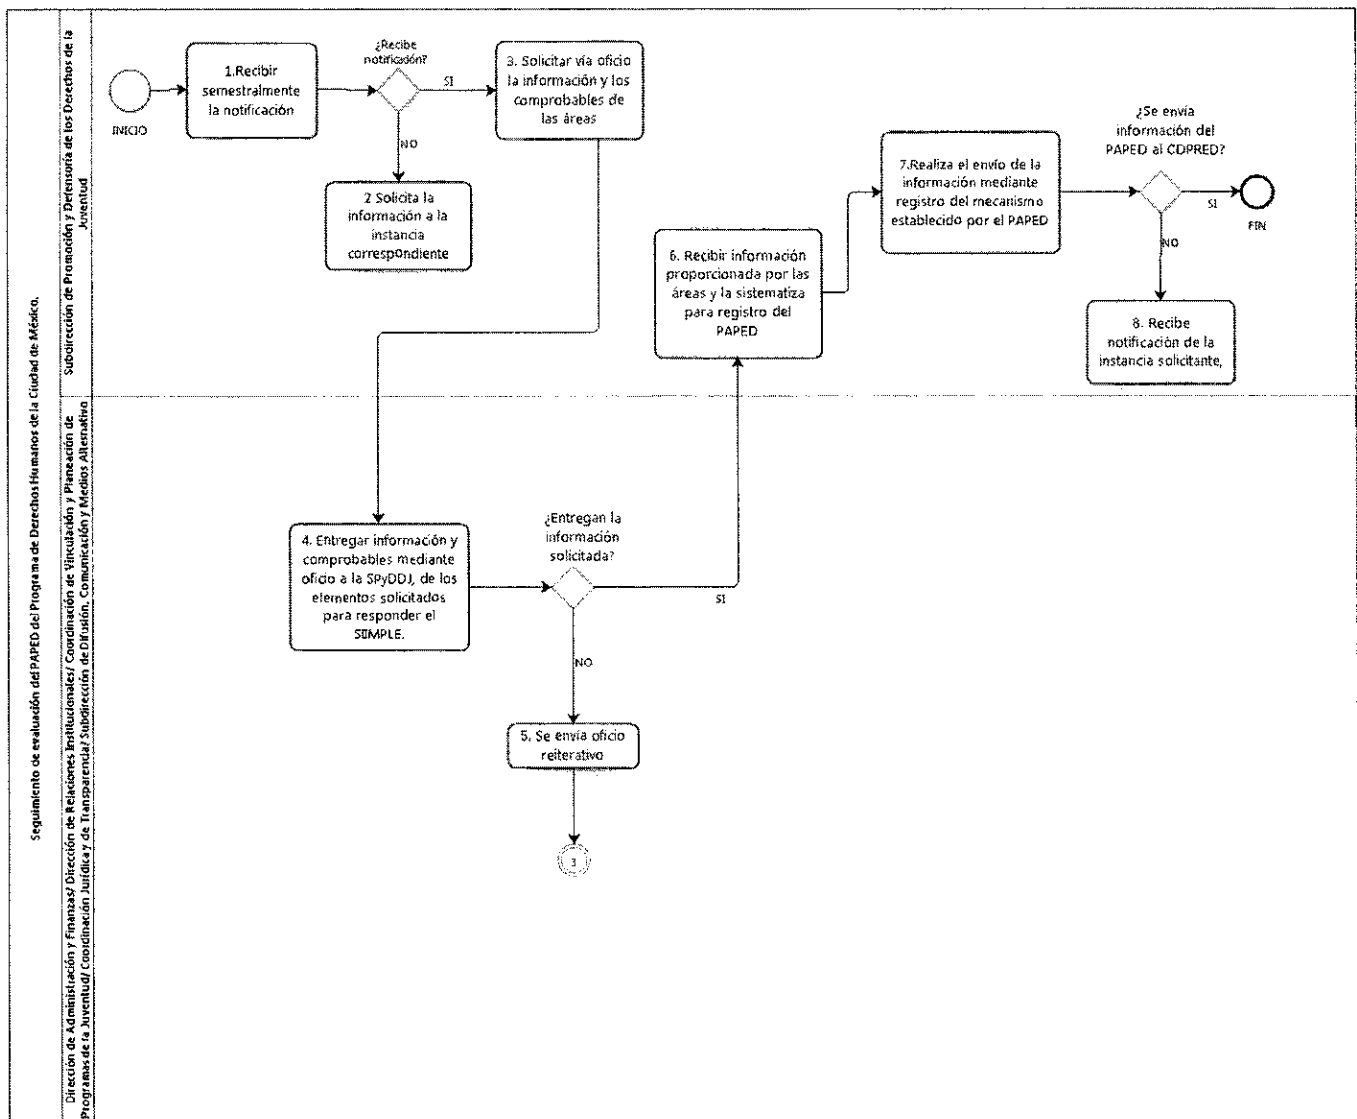 Seguimiento de evaluación del PAPED del Programa de Derechos Humanos de la Ciudad de México.
Subdirección de Promoción y Defensoría de los Derechos de la
Juventud
INICIO
1.Recibir
semestralmente
la notificación
¿Recibe
notificación?
SI
NO
2 Solicita la
información a la
instancia
correspondiente
3. Solicitar vía oficio
la información y los
comprobables de
las áreas
6. Recibir información
proporcionada por las
áreas y la sistematiza
para registro del
PAPED
7.Realiza el envío de la
información mediante
registro del mecanismo
establecido por el PAPED
¿Se envía
información del
PAPED al CDPRED?
SI
FIN
NO
8. Recibe
notificación de la
instancia solicitante,
Dirección de Administración y Finanzas/ Dirección de Relaciones Institucionales/ Coordinación de Vinculación y Planeación de
Programas de la Juventud/ Coordinación Jurídica y de Transparencia/ Subdirección de Difusión, Comunicación y Medios Alternativo
4. Entregar información y
comprobables mediante
oficio a la SPyDDJ, de los
elementos solicitados
para responder el
SIIMPLE.
¿Entregan la
información
solicitada?
SI
NO
5. Se envía oficio
reiterativo
3